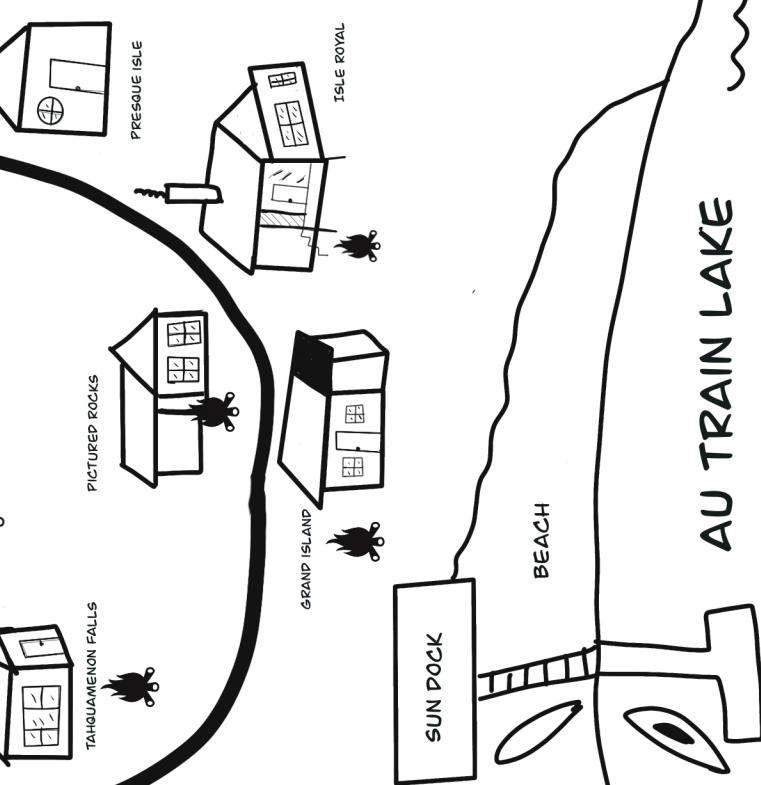 PRESQUE ISLE
ISLE ROYAL
PICTURED ROCKS
GRAND ISLAND
TAHQUAMENON FALLS
BEACH
SUN DOCK
AU TRAIN LAKE